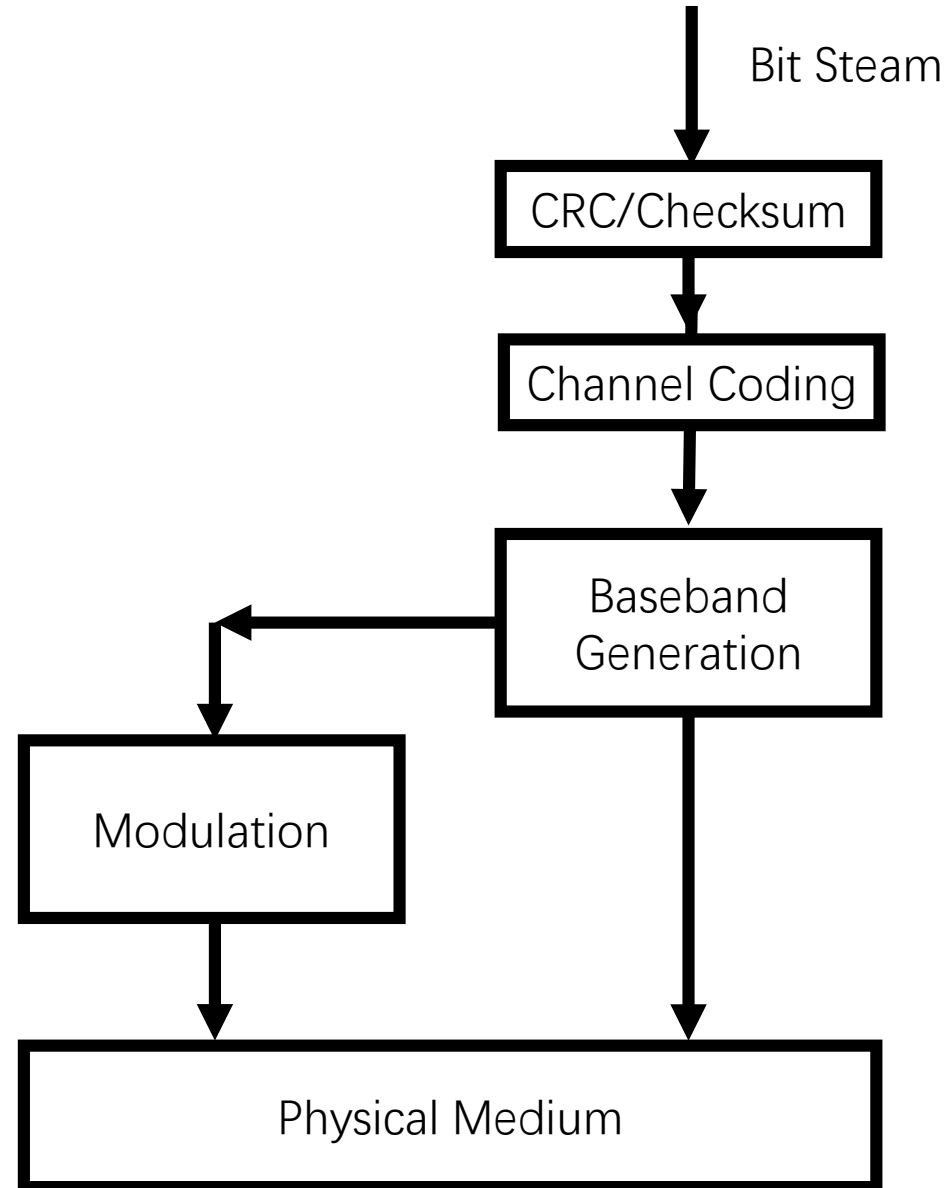 Bit Steam
CRC/Checksum
Channel Coding
Baseband
Generation
Modulation
Physical Medium